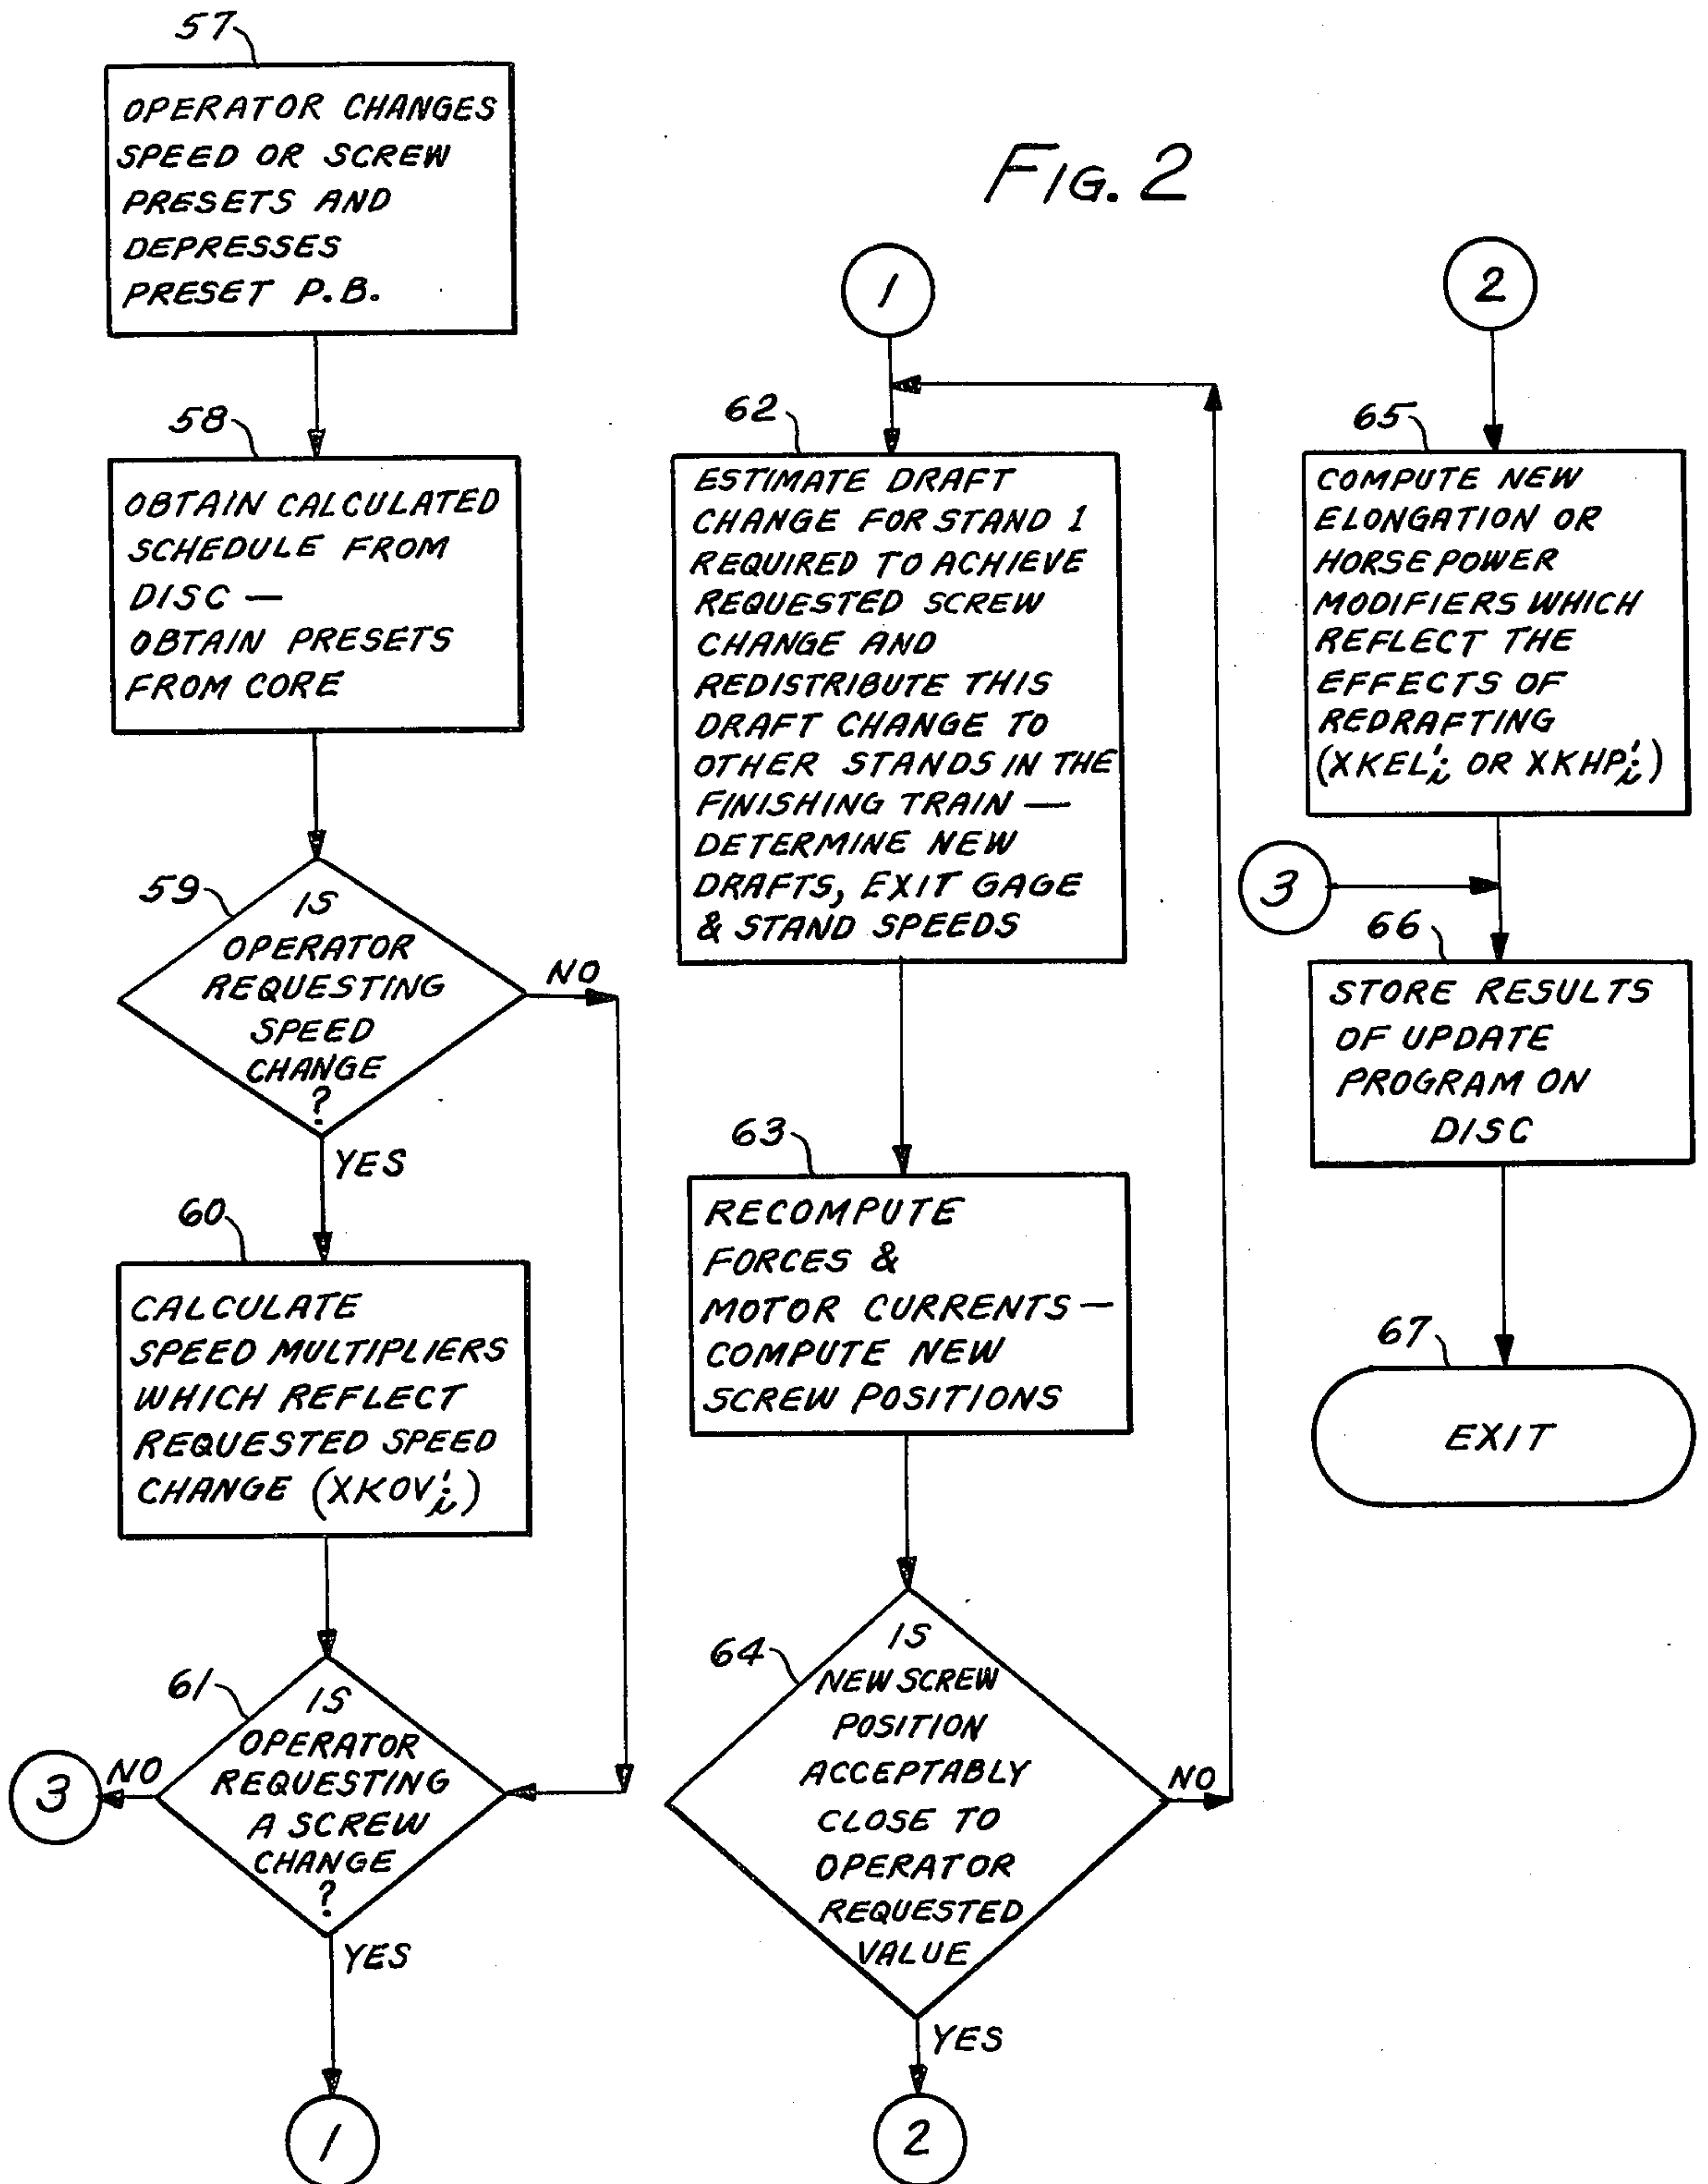 FIG. 2
57
OPERATOR CHANGES
SPEED OR SCREW
PRESETS AND
DEPRESSES
PRESET P.B.
58
OBTAIN CALCULATED
SCHEDULE FROM
DISC —
OBTAIN PRESETS
FROM CORE
59
IS
OPERATOR
REQUESTING
SPEED
CHANGE
?
NO
YES
60
CALCULATE
SPEED MULTIPLIERS
WHICH REFLECT
REQUESTED SPEED
CHANGE (XKOV'i)
61
IS
OPERATOR
REQUESTING
A SCREW
CHANGE
?
NO
3
YES
1
1
62
ESTIMATE DRAFT
CHANGE FOR STAND 1
REQUIRED TO ACHIEVE
REQUESTED SCREW
CHANGE AND
REDISTRIBUTE THIS
DRAFT CHANGE TO
OTHER STANDS IN THE
FINISHING TRAIN —
DETERMINE NEW
DRAFTS, EXIT GAGE
& STAND SPEEDS
63
RECOMPUTE
FORCES &
MOTOR CURRENTS —
COMPUTE NEW
SCREW POSITIONS
64
IS
NEW SCREW
POSITION
ACCEPTABLY
CLOSE TO
OPERATOR
REQUESTED
VALUE
NO
YES
2
2
65
COMPUTE NEW
ELONGATION OR
HORSEPOWER
MODIFIERS WHICH
REFLECT THE
EFFECTS OF
REDRAFTING
(XKEL'i OR XKHP'i)
3
66
STORE RESULTS
OF UPDATE
PROGRAM ON
DISC
67
EXIT